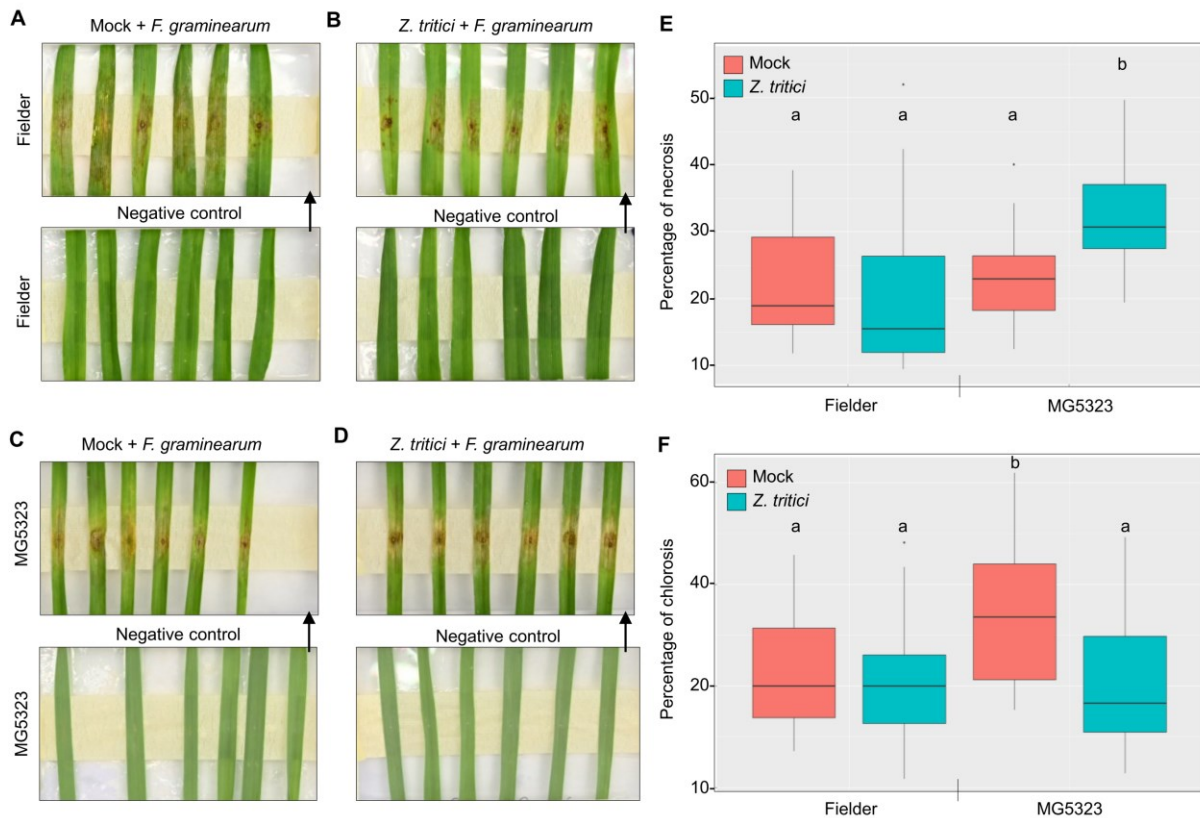 A
Mock + F. graminearum
Fielder
Negative control
Fielder
B
Z. tritici + F. graminearum
Negative control
C
Mock + F. graminearum
MG5323
Negative control
MG5323
D
Z. tritici + F. graminearum
Negative control
E
Mock
Z. tritici
Percentage of necrosis
50
40
30
20
10
a
a
a
b
Fielder
MG5323
F
Mock
Z. tritici
Percentage of chlorosis
60
40
20
10
a
a
b
a
Fielder
MG5323